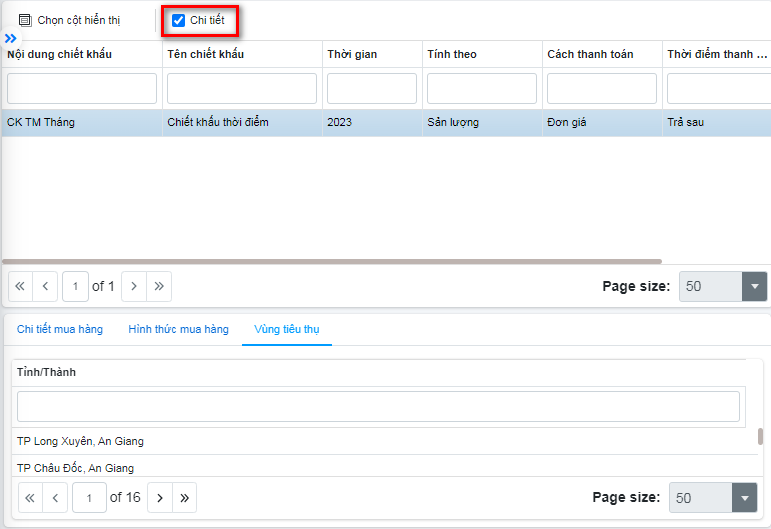 Chọn cột hiển thị Chi tiết
Nội dung chiết khấu Tên chiết khấu Thời gian Tính theo Cách thanh toán Thời điểm thanh ...
CK TM Tháng Chiết khấu thời điểm 2023 Sản lượng Đơn giá Trả sau
1 of 1 Page size: 50
Chi tiết mua hàng Hình thức mua hàng Vùng tiêu thụ
Tỉnh/Thành
TP Long Xuyên, An Giang
TP Châu Đốc, An Giang
1 of 16 Page size: 50